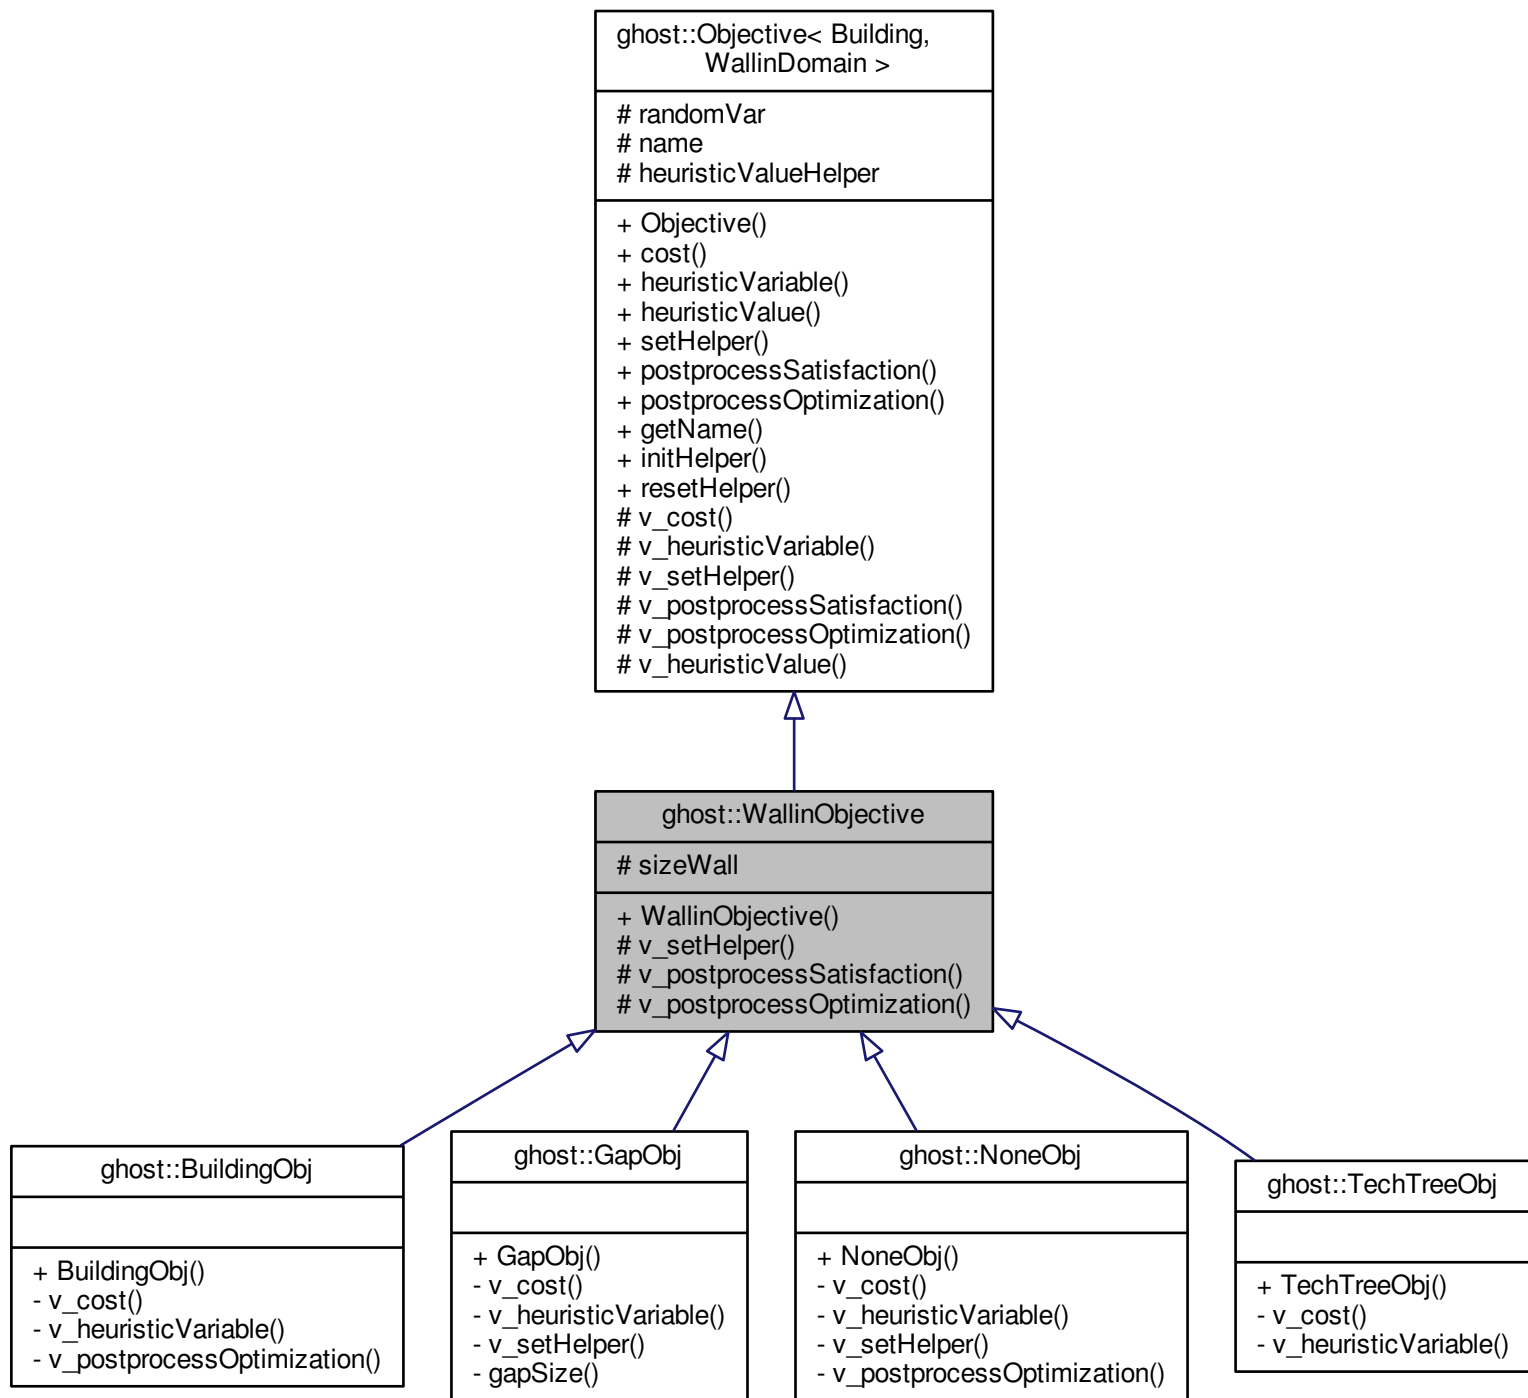 ghost::Objective< Building,
WallinDomain >
# randomVar
# name
# heuristicValueHelper
+ Objective()
+ cost()
+ heuristicVariable()
+ heuristicValue()
+ setHelper()
+ postprocessSatisfaction()
+ postprocessOptimization()
+ getName()
+ initHelper()
+ resetHelper()
# v_cost()
# v_heuristicVariable()
# v_setHelper()
# v_postprocessSatisfaction()
# v_postprocessOptimization()
# v_heuristicValue()
ghost::WallinObjective
# sizeWall
+ WallinObjective()
# v_setHelper()
# v_postprocessSatisfaction()
# v_postprocessOptimization()
ghost::BuildingObj
+ BuildingObj()
- v_cost()
- v_heuristicVariable()
- v_postprocessOptimization()
ghost::GapObj
+ GapObj()
- v_cost()
- v_heuristicVariable()
- v_setHelper()
- gapSize()
ghost::NoneObj
+ NoneObj()
- v_cost()
- v_heuristicVariable()
- v_setHelper()
- v_postprocessOptimization()
ghost::TechTreeObj
+ TechTreeObj()
- v_cost()
- v_heuristicVariable()